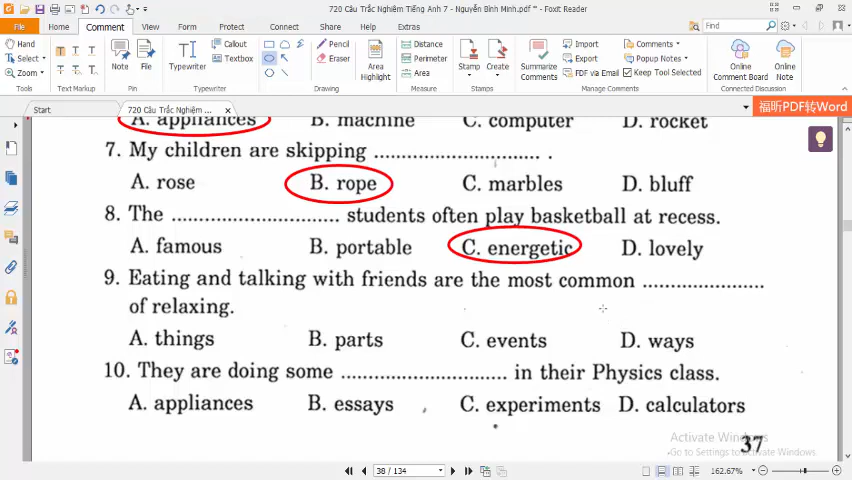 720 Câu Trắc Nghiệm Tiếng Anh 7 - Nguyễn Bình Minh.pdf * - Foxit Reader
File Home Comment View Form Protect Connect Share Help Extras Find
Hand
Select
Zoom
Note File
Typewriter
Callout
Textbox
Pencil
Eraser
Area Highlight
Distance
Perimeter
Area
Stamp Create
Summarize Comments
Import
Export
PDF via Email
Comments
Popup Notes
Keep Tool Selected
Online Comment Board
Online Note
Tools Text Markup Pin Typewriter Drawing Measure Stamps Manage Comments Connected Discussion
Start 720 Câu Trắc Nghiệm ... 福昕PDF转Word
A. appliances B. machine C. computer D. rocket
7. My children are skipping .................................. .
A. rose B. rope C. marbles D. bluff
8. The .................................. students often play basketball at recess.
A. famous B. portable C. energetic D. lovely
9. Eating and talking with friends are the most common ........................
of relaxing.
A. things B. parts C. events D. ways
10. They are doing some .................................. in their Physics class.
A. appliances B. essays C. experiments D. calculators
37
Activate Windows
Go to Settings to activate Windows.
38 / 134 162.67%